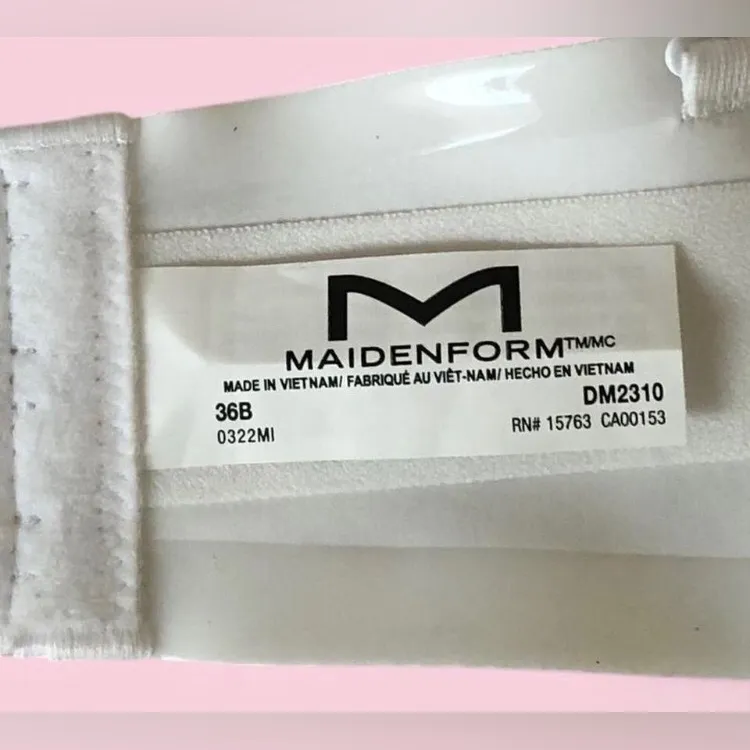 M
MAIDENFORM™/MC
MADE IN VIETNAM/ FABRIQUÉ AU VIÊT-NAM/ HECHO EN VIETNAM
36B DM2310
0322MI RN# 15763 CA00153